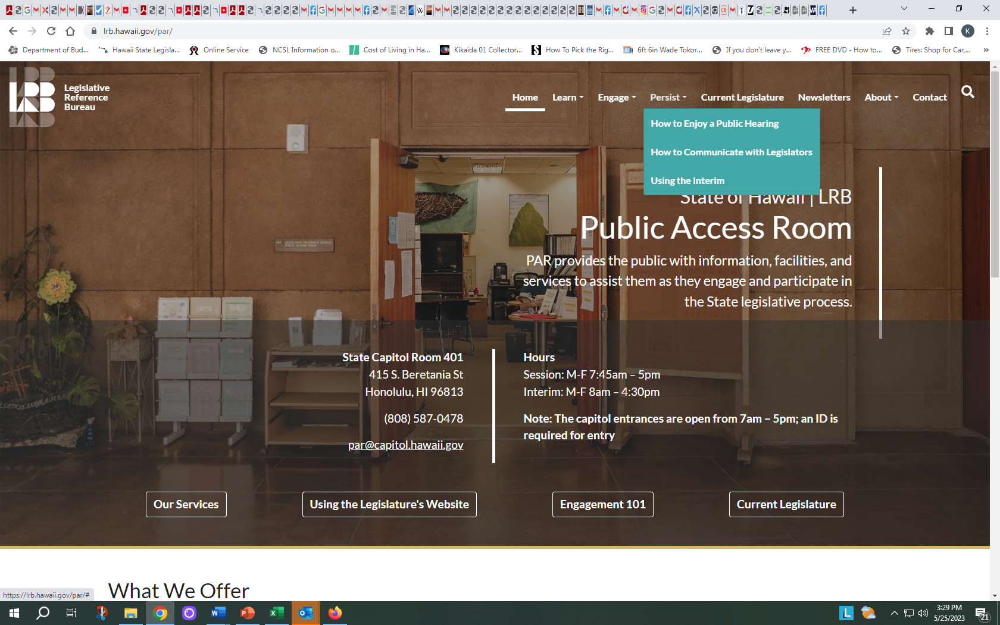 lrb.hawaii.gov/par/
K
Department of Bud...
Hawaii State Legisla...
Online Service
NCSL Information o...
Cost of Living in Ha...
Kikaida 01 Collector...
How To Pick the Rig...
6ft 6in Wade Tokor...
If you don't leave y...
FREE DVD - How to...
Tires: Shop for Car,...
»
LRB
Legislative
Reference
Bureau
Home
Learn
Engage
Persist
Current Legislature
Newsletters
About
Contact
How to Enjoy a Public Hearing
How to Communicate with Legislators
Using the Interim
State of Hawaii | LRB
Public Access Room
PAR provides the public with information, facilities, and
services to assist them as they engage and participate in
the State legislative process.
State Capitol Room 401
415 S. Beretania St
Honolulu, HI 96813
(808) 587-0478
par@capitol.hawaii.gov
Hours
Session: M-F 7:45am – 5pm
Interim: M-F 8am – 4:30pm
Note: The capitol entrances are open from 7am – 5pm; an ID is
required for entry
Our Services
Using the Legislature's Website
Engagement 101
Current Legislature
What We Offer
https://lrb.hawaii.gov/par/#
L
3:29 PM
5/25/2023
21